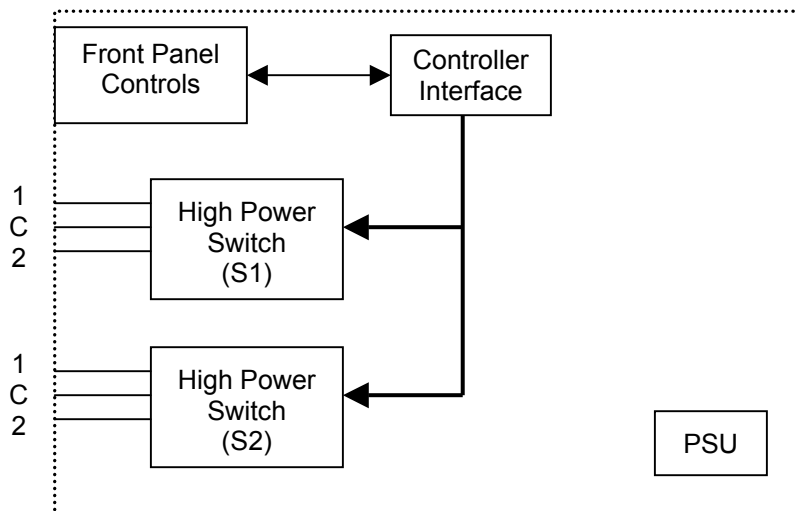 Front Panel
Controls
Controller
Interface
1
C
2
High Power
Switch
(S1)
1
C
2
High Power
Switch
(S2)
PSU